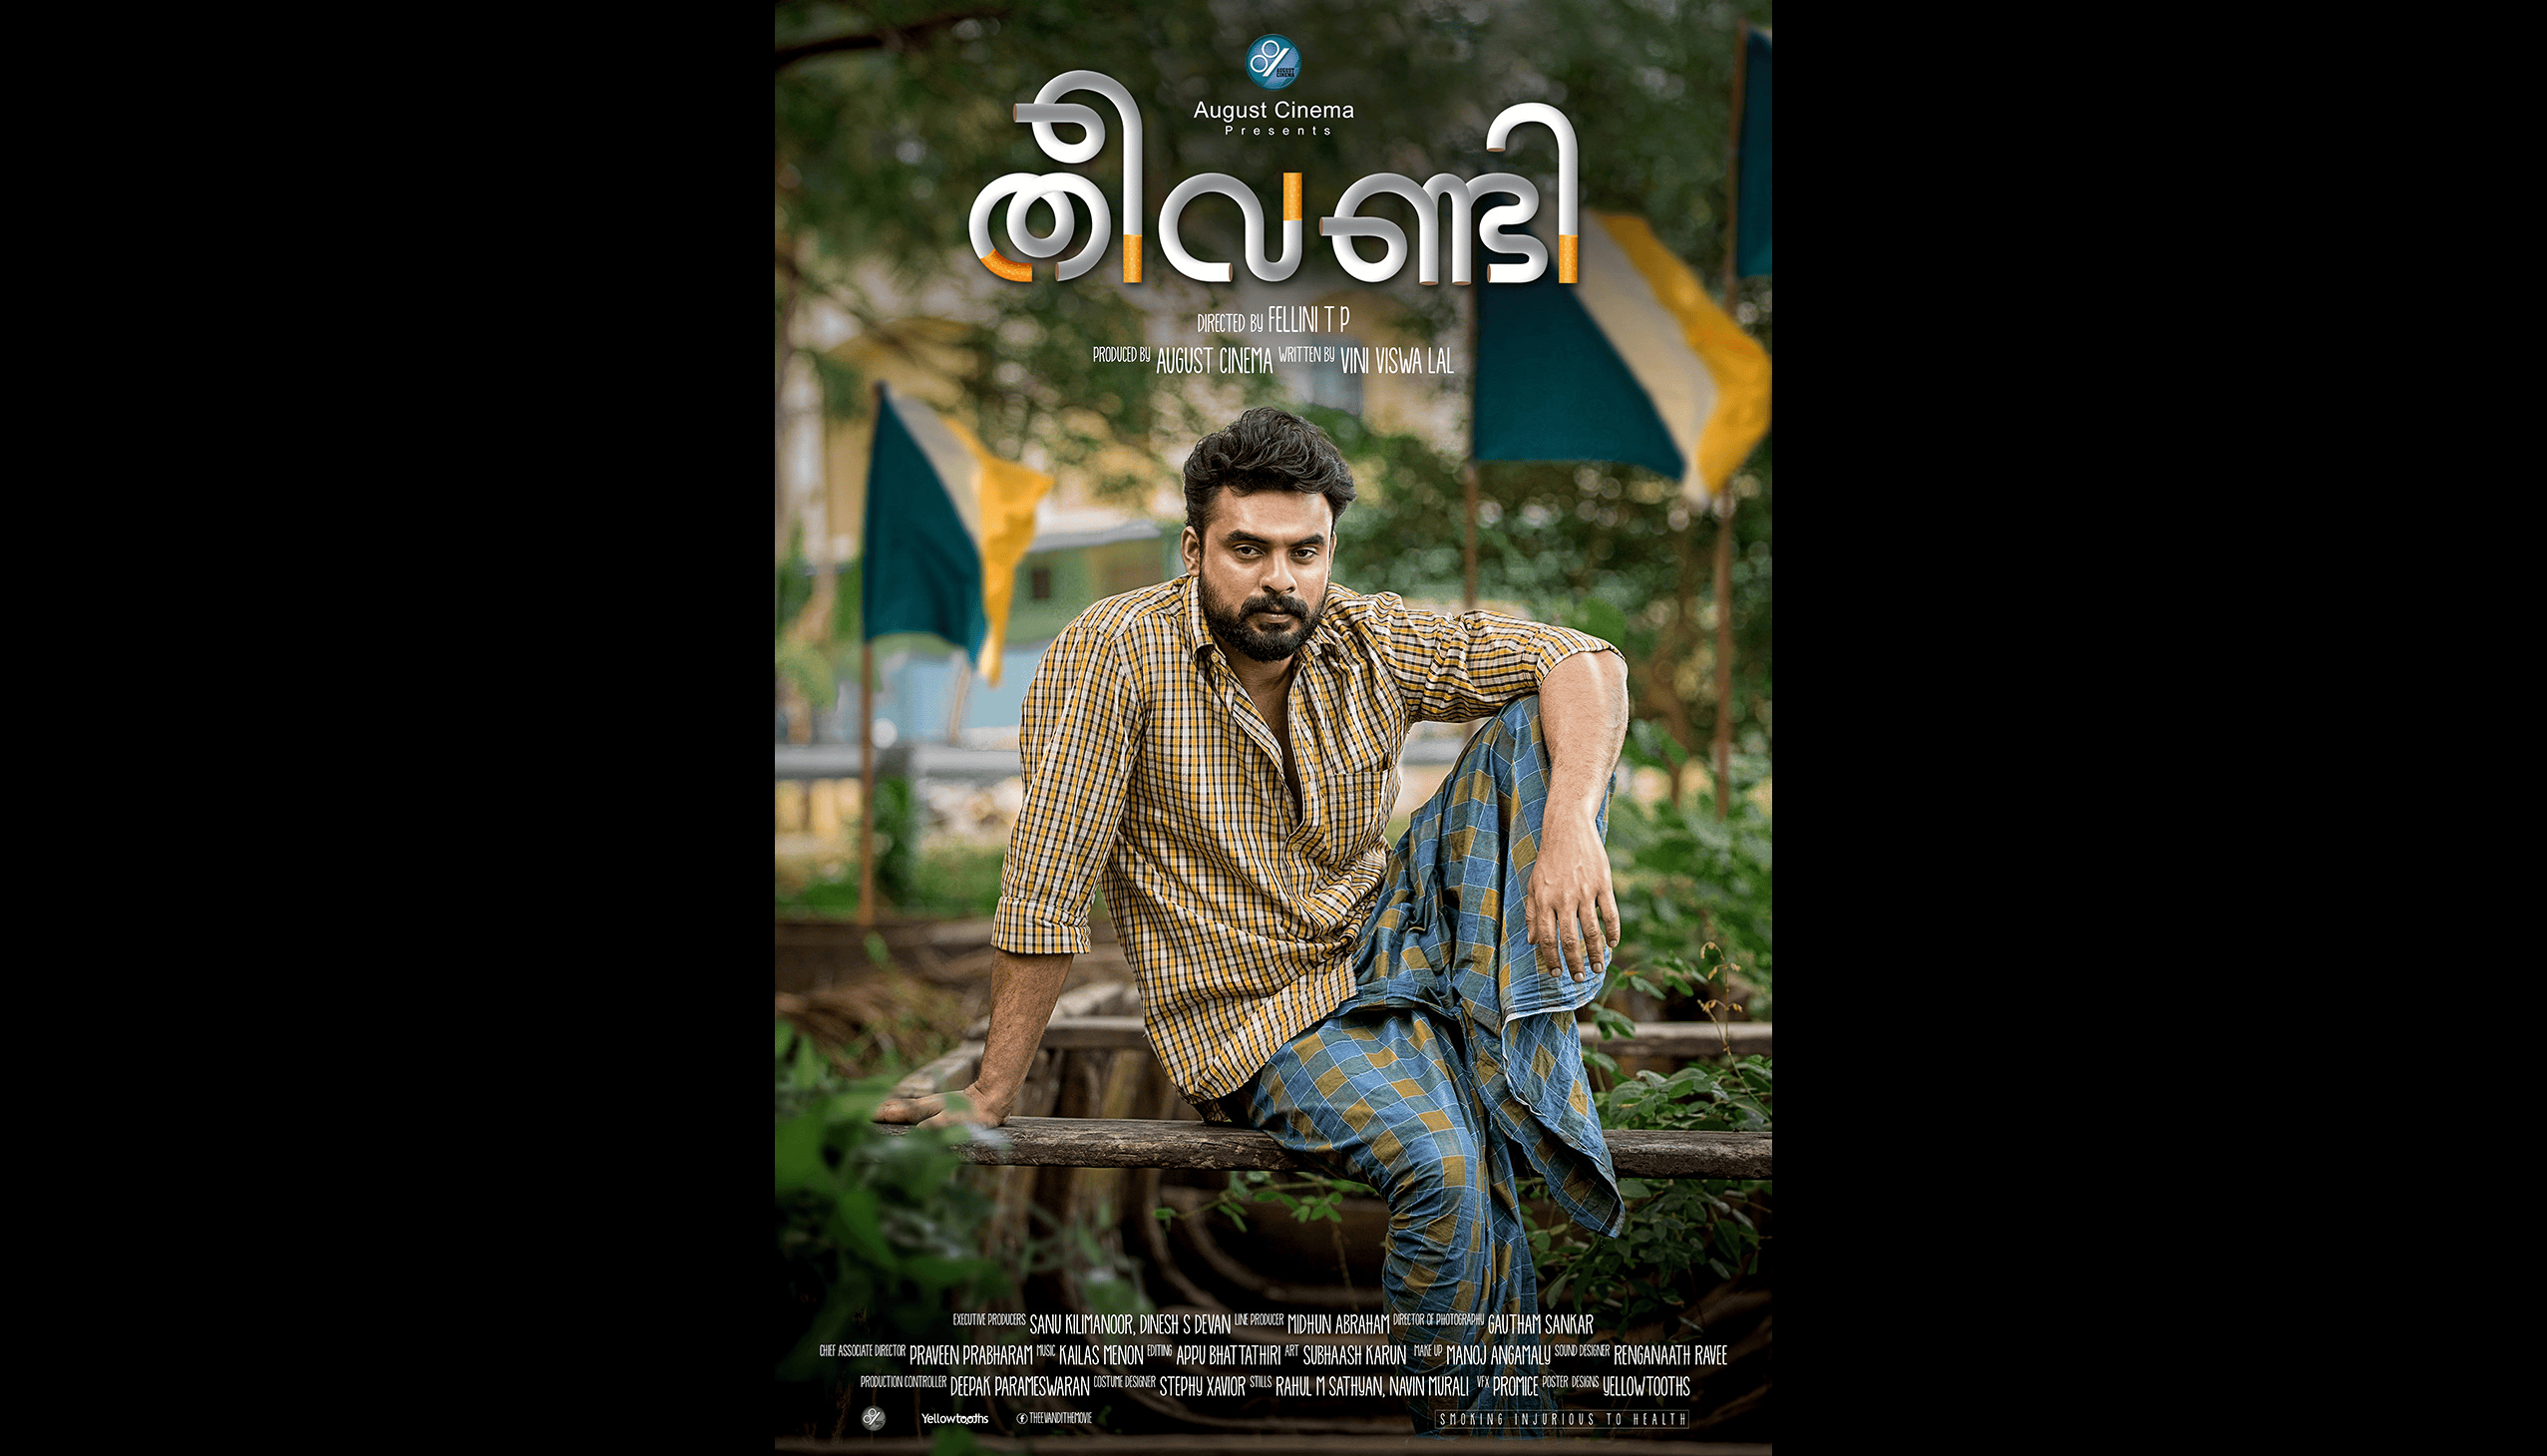 AUGUST CINEMA
August Cinema
Presents
തീവണ്ടി
DIRECTED BY FELLINI T P
PRODUCED BY AUGUST CINEMA WRITTEN BY VINI VISWA LAL
EXECUTIVE PRODUCERS SANU KILIMANOOR, DINESH S DEVAN LINE PRODUCER MIDHUN ABRAHAM DIRECTOR OF PHOTOGRAPHY GAUTHAM SANKAR
CHIEF ASSOCIATE DIRECTOR PRAVEEN PRABHARAM MUSIC KAILAS MENON EDITING APPU BHATTATHIRI ART SUBHAASH KARUN MAKE UP MANOJ ANGAMALY SOUND DESIGNER RENGANAATH RAVEE
PRODUCTION CONTROLLER DEEPAK PARAMESWARAN COSTUME DESIGNER STEPHY XAVIOR STILLS RAHUL M SATHYAN, NAVIN MURALI VFX PROMICE POSTER DESIGNS YELLOWTOOTHS
Yellowtooths f THEEVANDITHEMOVIE SMOKING INJURIOUS TO HEALTH